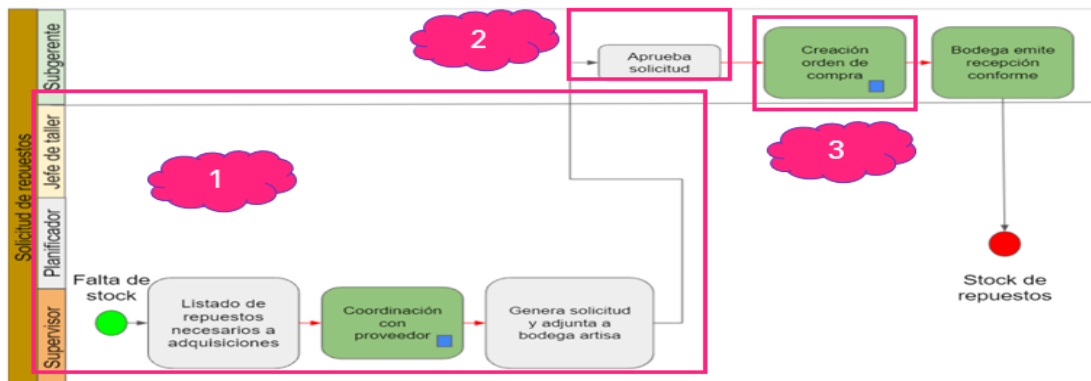 Solicitud de repuestos
Subgerente
Jefe de taller
Planificador
Supervisor
2
Aprueba
solicitud
Creación
orden de
compra
Bodega emite
recepción
conforme
1
3
Falta de
stock
Listado de
repuestos
necesarios a
adquisiciones
Coordinación
con
proveedor
Genera solicitud
y adjunta a
bodega artisa
Stock de
repuestos